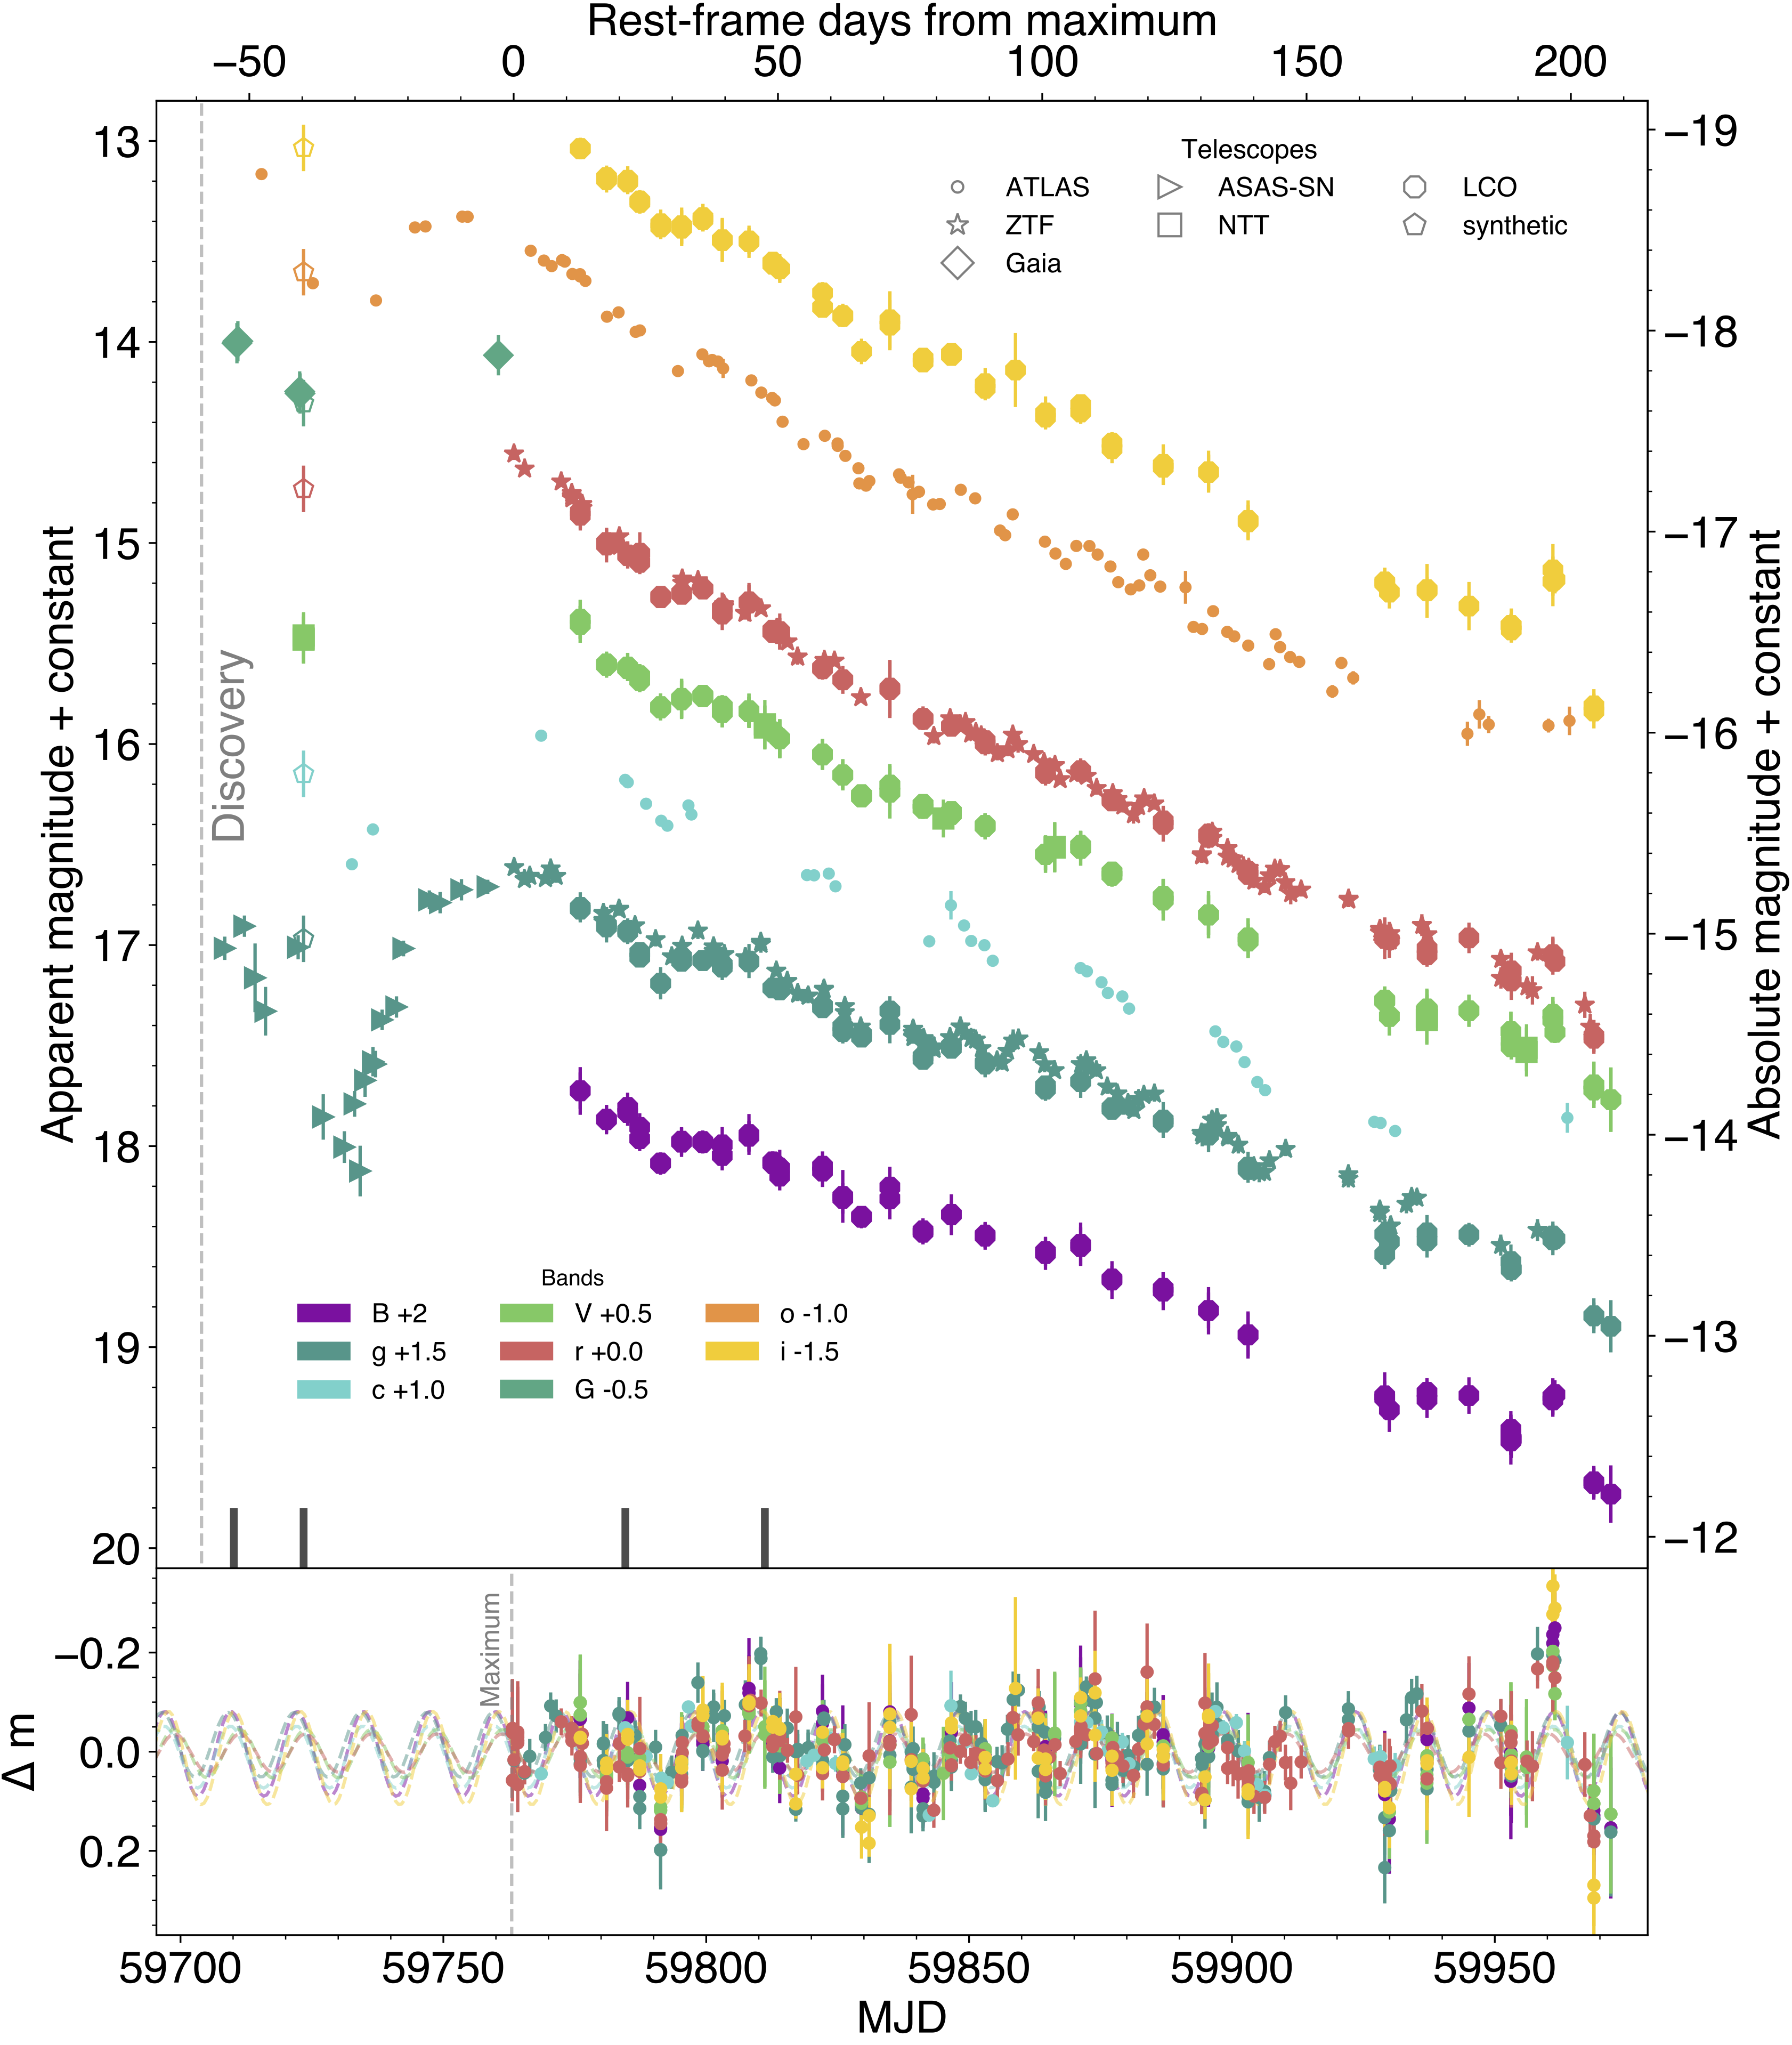 Rest-frame days from maximum
−50 0 50 100 150 200
13
14
15
16
17
18
19
20
Apparent magnitude + constant
−19
−18
−17
−16
−15
−14
−13
−12
Absolute magnitude + constant
Telescopes
ATLAS ASAS-SN LCO
ZTF NTT synthetic
Gaia
Discovery
Bands
B +2 V +0.5 o -1.0
g +1.5 r +0.0 i -1.5
c +1.0 G -0.5
Maximum
−0.2
0.0
0.2
Δ m
59700 59750 59800 59850 59900 59950
MJD